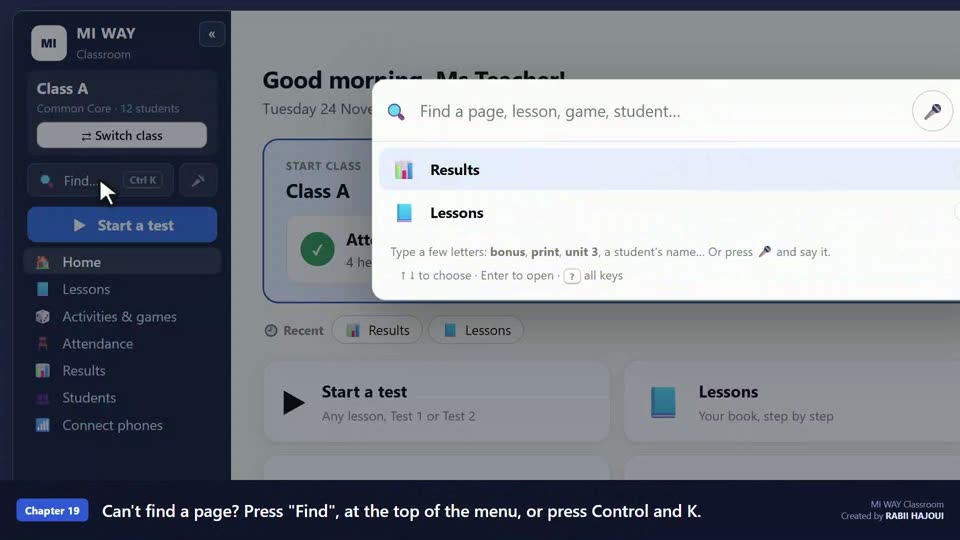 MI
MI WAY
Classroom
«
Class A
Common Core · 12 students
⇄ Switch class
Find...
Ctrl K
Start a test
Home
Lessons
Activities & games
Attendance
Results
Students
Connect phones
Good morning, Ms Teacher!
Tuesday 24 Nove
START CLASS
Class A
Atte
4 he
Find a page, lesson, game, student...
Results
Lessons
Type a few letters: bonus, print, unit 3, a student's name... Or press 🎤 and say it.
↑↓ to choose · Enter to open · ? all keys
Recent
Results
Lessons
Start a test
Any lesson, Test 1 or Test 2
Lessons
Your book, step by step
Chapter 19
Can't find a page? Press "Find", at the top of the menu, or press Control and K.
MI WAY Classroom
Created by RABII HAJOUI